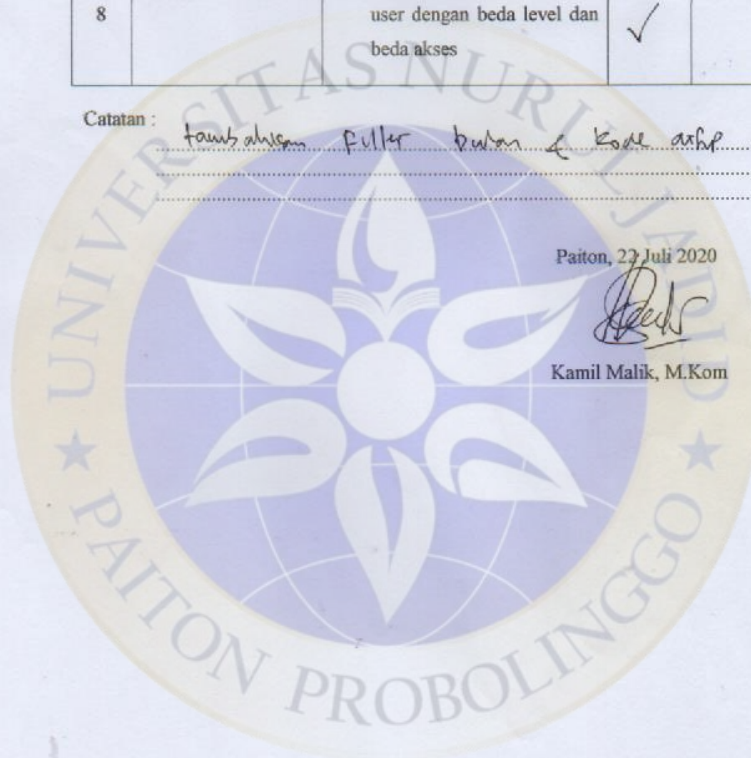 8
user dengan beda level dan
beda akses
✓
Catatan :
tambahkan Filter bulan & kode arsip
Paiton, 22 Juli 2020
Kamil Malik, M.Kom
UNIVERSITAS NURUL JADID
★ PAITON PROBOLINGGO ★